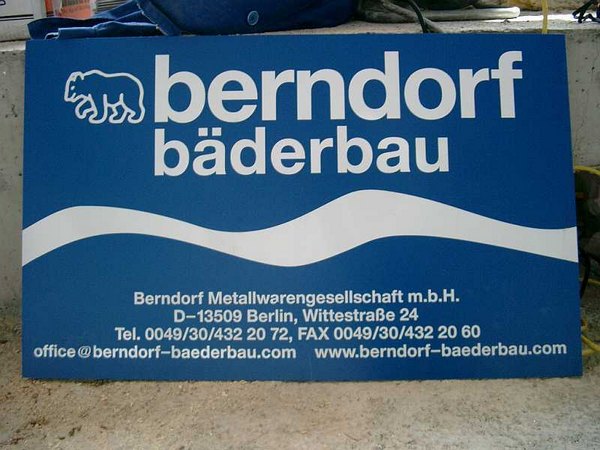 berndorf
bäderbau
Berndorf Metallwarengesellschaft m.b.H.
D–13509 Berlin, Wittestraße 24
Tel. 0049/30/432 20 72, FAX 0049/30/432 20 60
office@berndorf–baederbau.com www.berndorf–baederbau.com